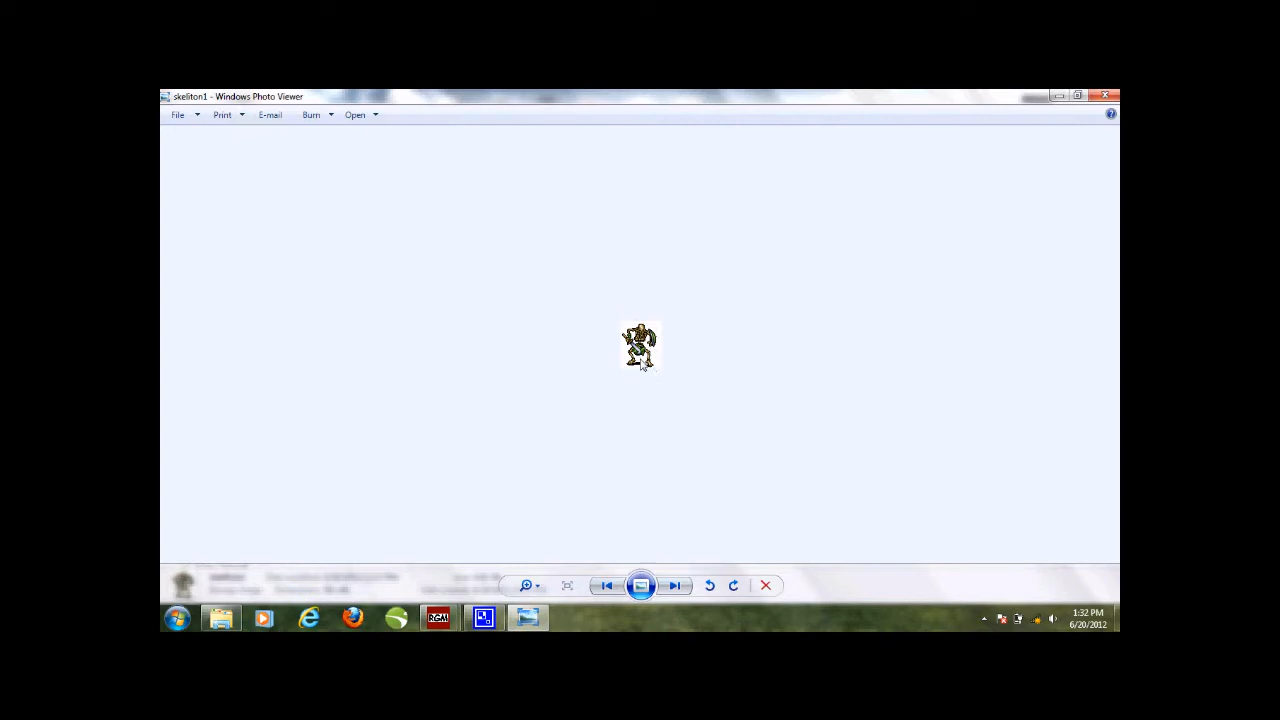 skeliton1 - Windows Photo Viewer
File Print E-mail Burn Open
RGM
1:32 PM
6/20/2012